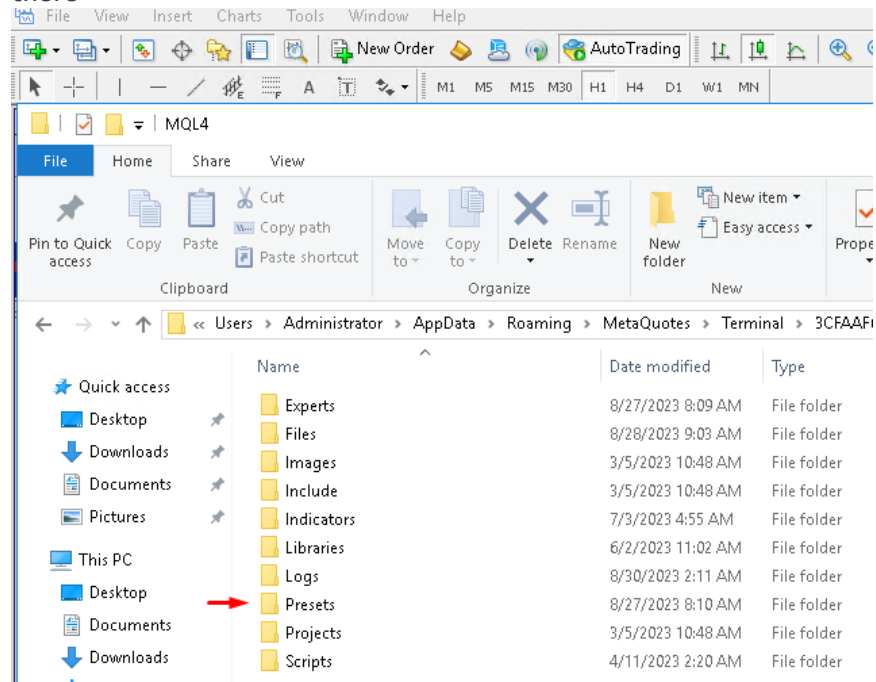 File View Insert Charts Tools Window Help
New Order AutoTrading
E F A T M1 M5 M15 M30 H1 H4 D1 W1 MN
MQL4
File Home Share View
Pin to Quick access
Copy
Paste
Cut
Copy path
Paste shortcut
Move to
Copy to
Delete
Rename
New folder
New item
Easy access
Clipboard Organize New
« Users > Administrator > AppData > Roaming > MetaQuotes > Terminal >
Name Date modified Type
Quick access
Desktop
Downloads
Documents
Pictures
This PC
Desktop
Documents
Downloads
Experts 8/27/2023 8:09 AM File folder
Files 8/28/2023 9:03 AM File folder
Images 3/5/2023 10:48 AM File folder
Include 3/5/2023 10:48 AM File folder
Indicators 7/3/2023 4:55 AM File folder
Libraries 6/2/2023 11:02 AM File folder
Logs 8/30/2023 2:11 AM File folder
Presets 8/27/2023 8:10 AM File folder
Projects 3/5/2023 10:48 AM File folder
Scripts 4/11/2023 2:20 AM File folder